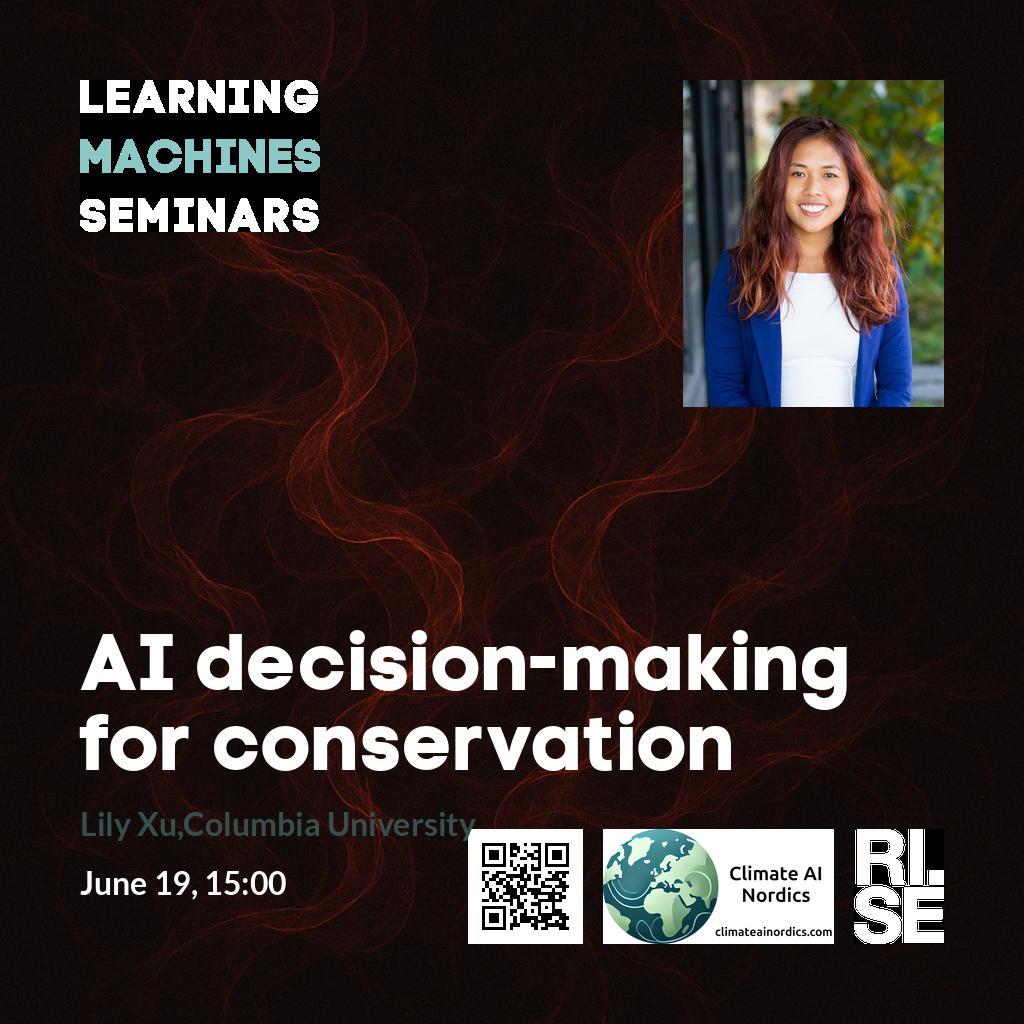 LEARNING
MACHINES
SEMINARS
AI decision-making
for conservation
Lily Xu,Columbia University
June 19, 15:00
Climate AI
Nordics
climateainordics.com
RI.
SE